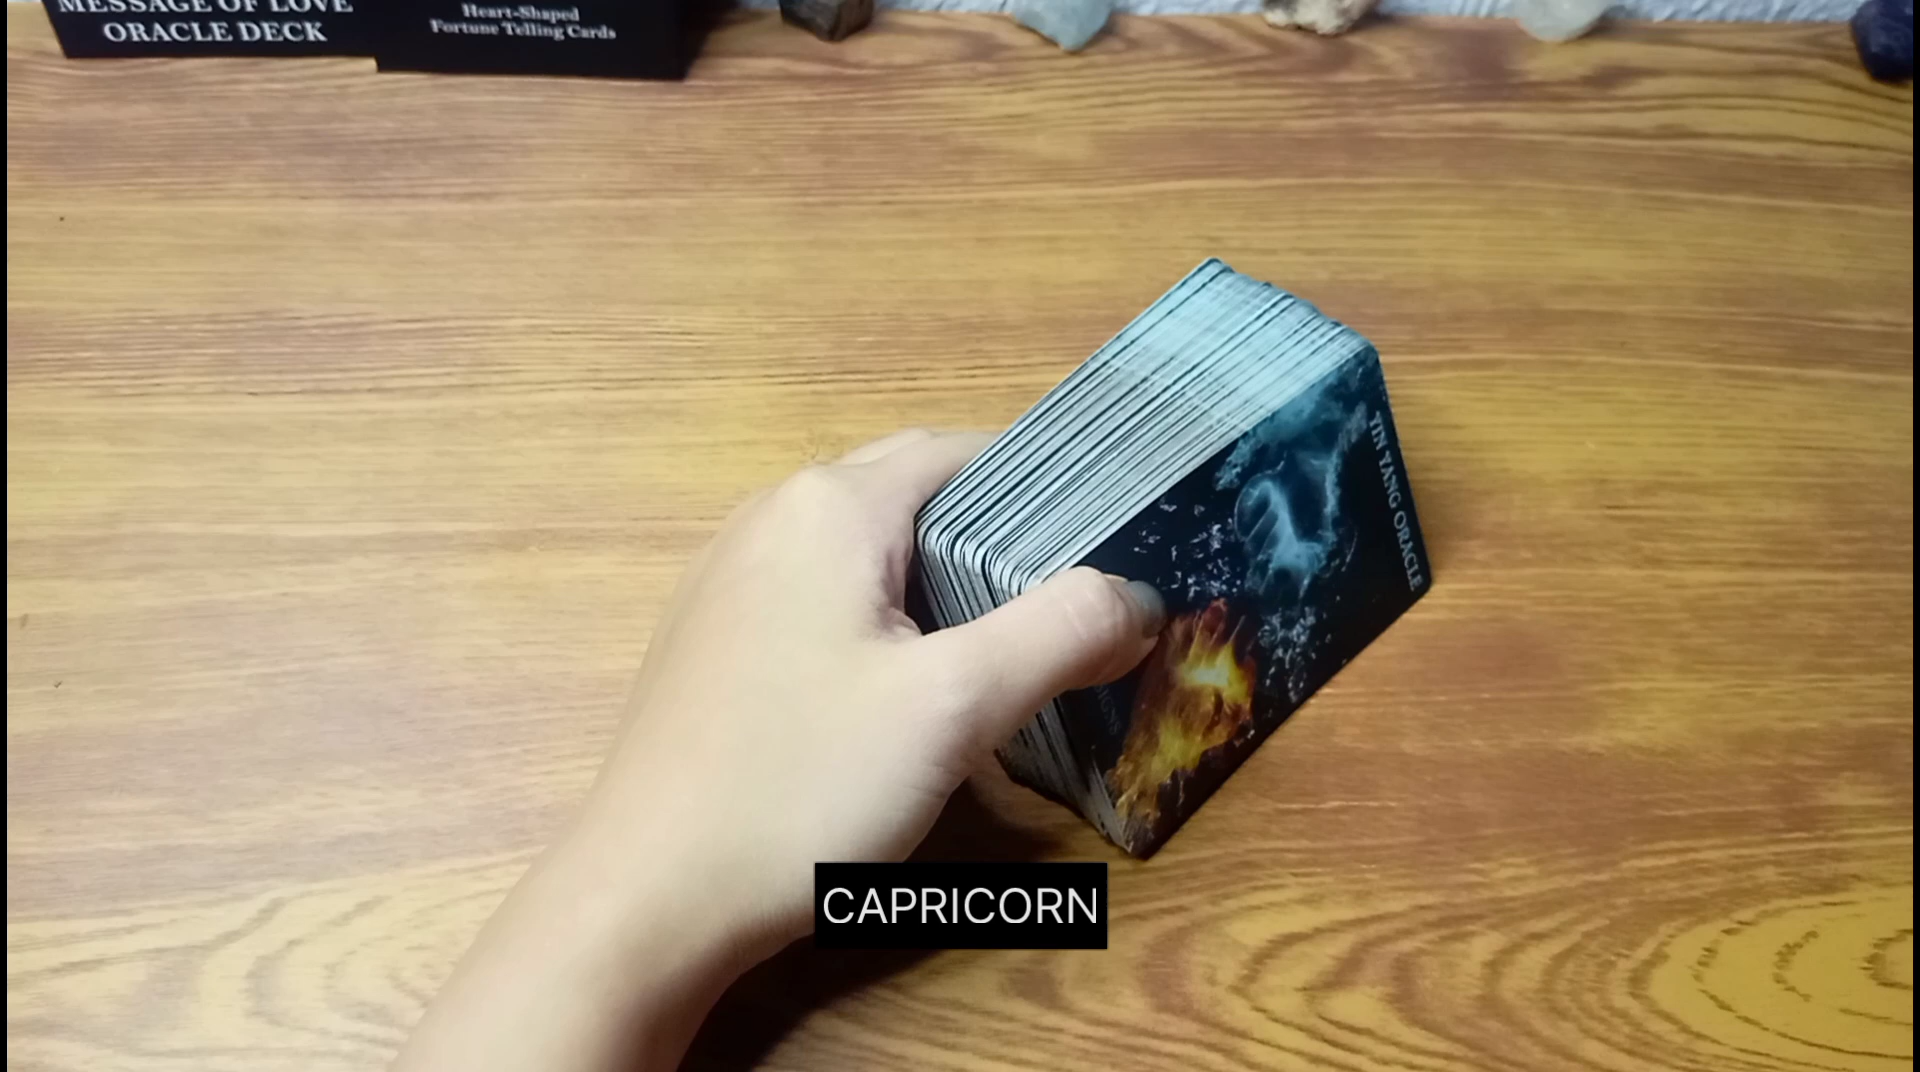 MESSAGE OF LOVE
ORACLE DECK
Heart-Shaped
Fortune Telling Cards
YIN YANG ORACLE
CAPRICORN